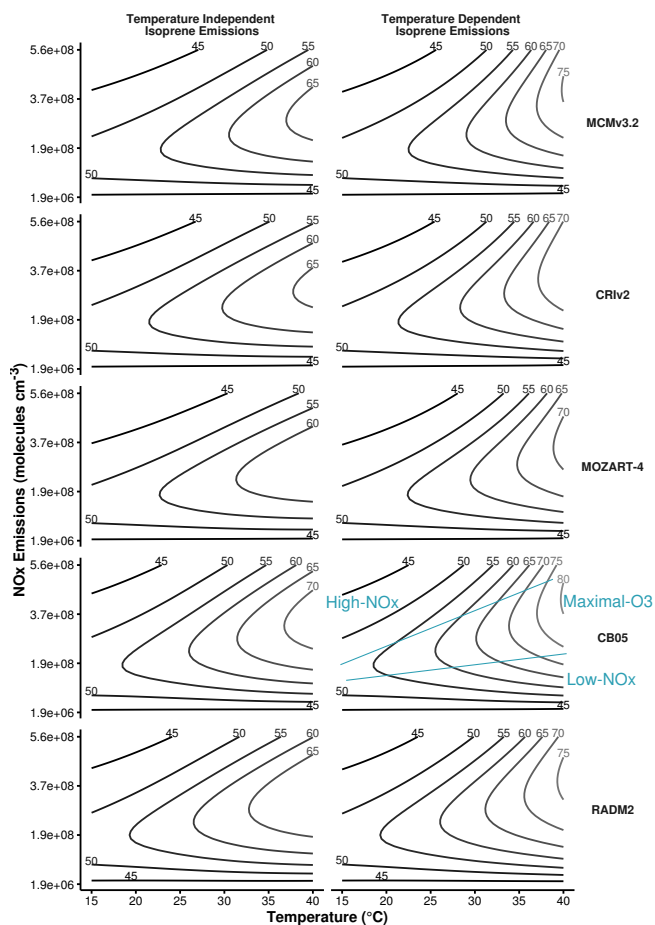 Temperature Independent
Isoprene Emissions
Temperature Dependent
Isoprene Emissions
NOx Emissions (molecules cm⁻³)
5.6e+08
3.7e+08
1.9e+08
1.9e+06
45 50 55
60
65
50
45
45 50 55 60 65 70
75
50
45
MCMv3.2
5.6e+08
3.7e+08
1.9e+08
1.9e+06
45 50 55
60
65
50
45
45 50 55 60 65 70
50
45
CRIv2
5.6e+08
3.7e+08
1.9e+08
1.9e+06
45 50
55
60
50
45
45 50 55 60 65
70
50
45
MOZART-4
5.6e+08
3.7e+08
1.9e+08
1.9e+06
45 50 55 60 65
70
50
45
45 50 55 60 65 70 75
80
50
45
High-NOx
Maximal-O3
CB05
Low-NOx
5.6e+08
3.7e+08
1.9e+08
1.9e+06
45 50 55 60
65
50
45
45 50 55 60 65 70
75
50
45
RADM2
15 20 25 30 35 40
15 20 25 30 35 40
Temperature (°C)